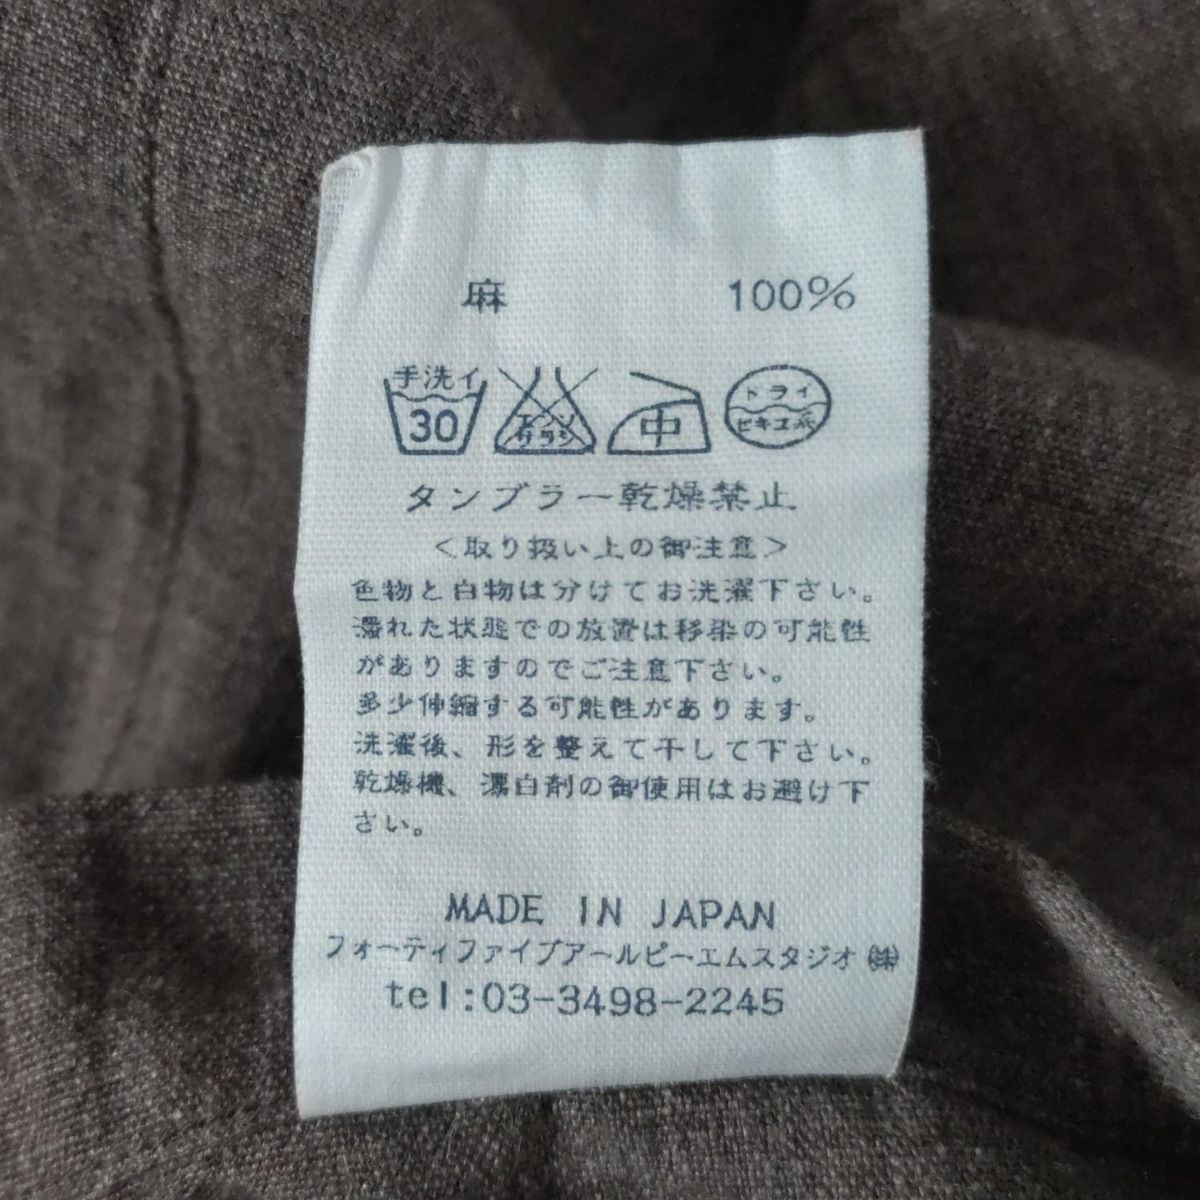 麻 100%
手洗イ 30 エンソ サラシ 中 ドライ セキユ系
タンブラー乾燥禁止
<取り扱い上の御注意>
色物と白物は分けてお洗濯下さい。
濡れた状態での放置は移染の可能性
がありますのでご注意下さい。
多少伸縮する可能性があります。
洗濯後、形を整えて干して下さい。
乾燥機、漂白剤の御使用はお避け下
さい。
MADE IN JAPAN
フォーティファイブアールピーエムスタジオ㈱
tel:03-3498-2245